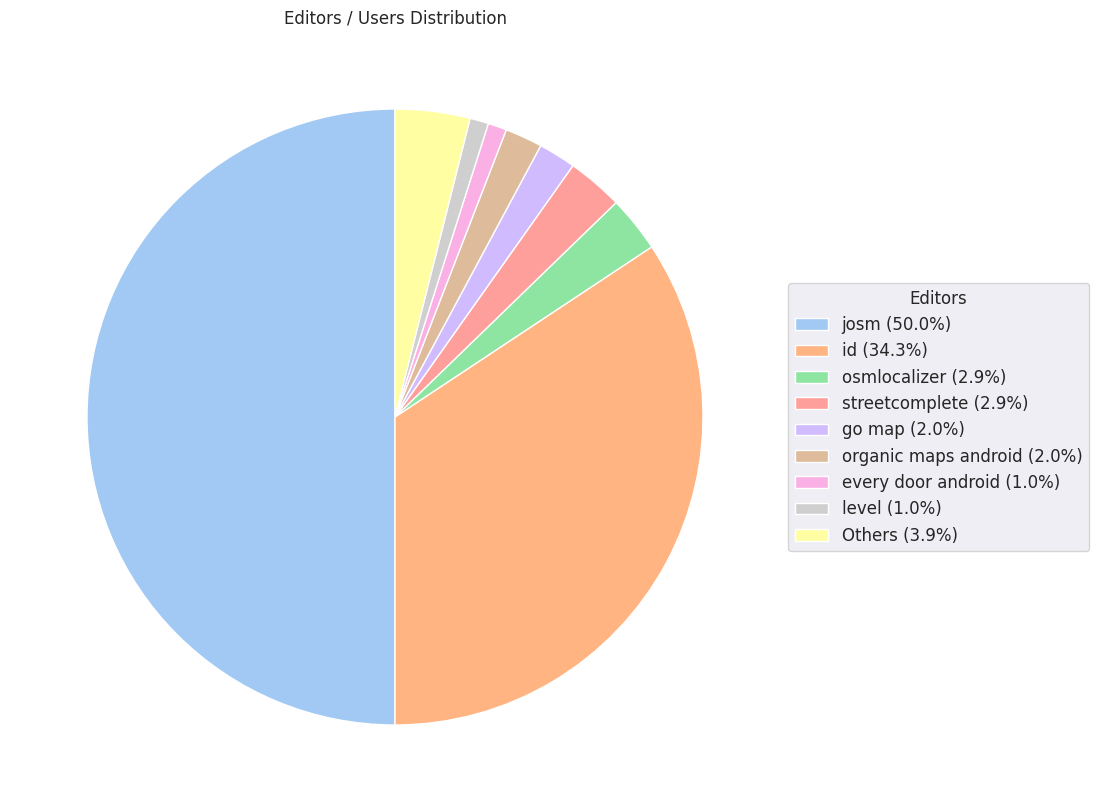 Editors / Users Distribution
Editors
josm (50.0%)
id (34.3%)
osmlocalizer (2.9%)
streetcomplete (2.9%)
go map (2.0%)
organic maps android (2.0%)
every door android (1.0%)
level (1.0%)
Others (3.9%)